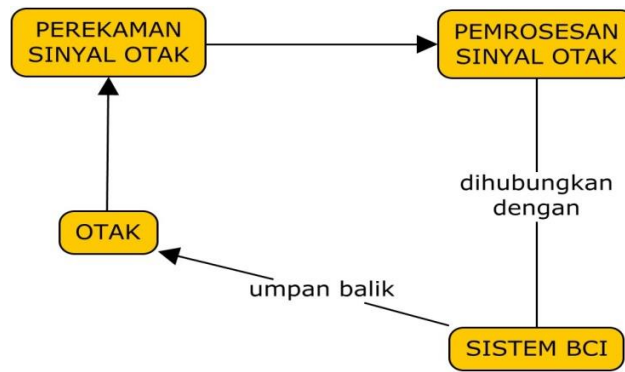 PEREKAMAN
SINYAL OTAK
PEMROSESAN
SINYAL OTAK
dihubungkan
dengan
OTAK
umpan balik
SISTEM BCI